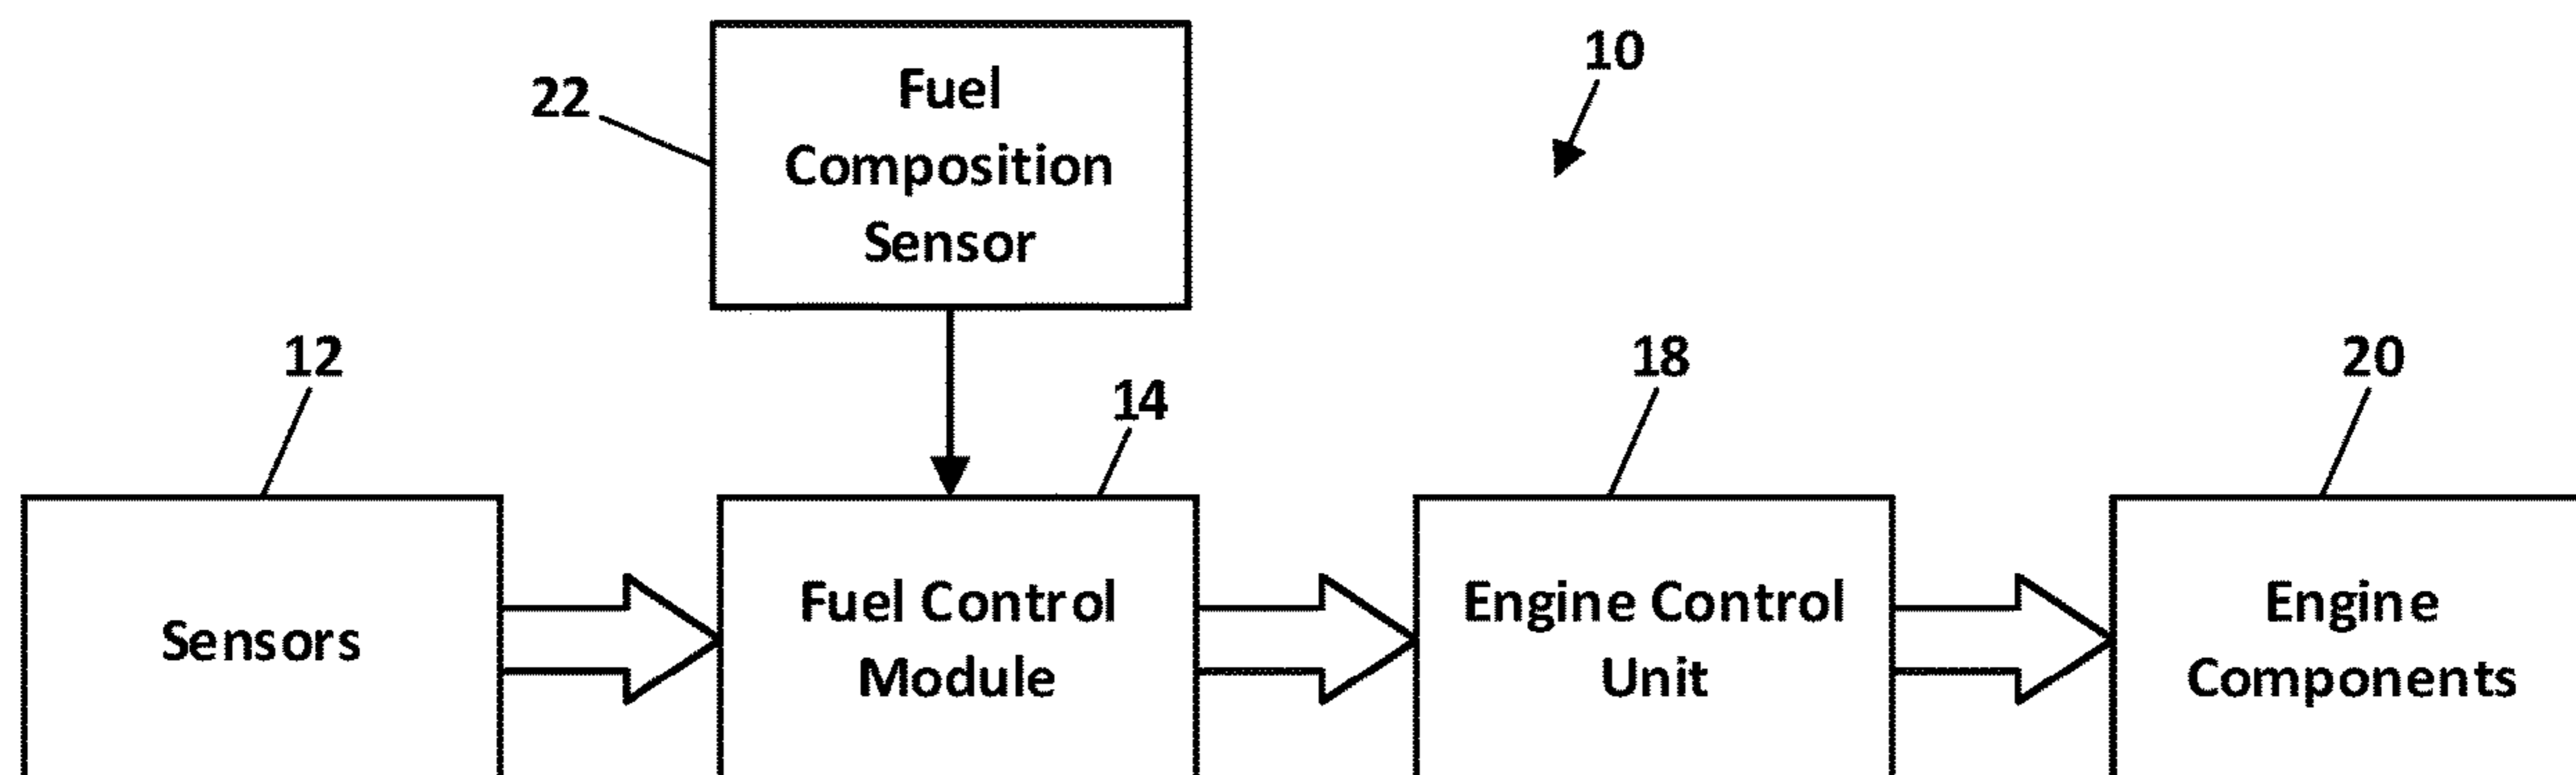 10
22
Fuel
Composition
Sensor
12
14
18
20
Sensors
Fuel Control
Module
Engine Control
Unit
Engine
Components